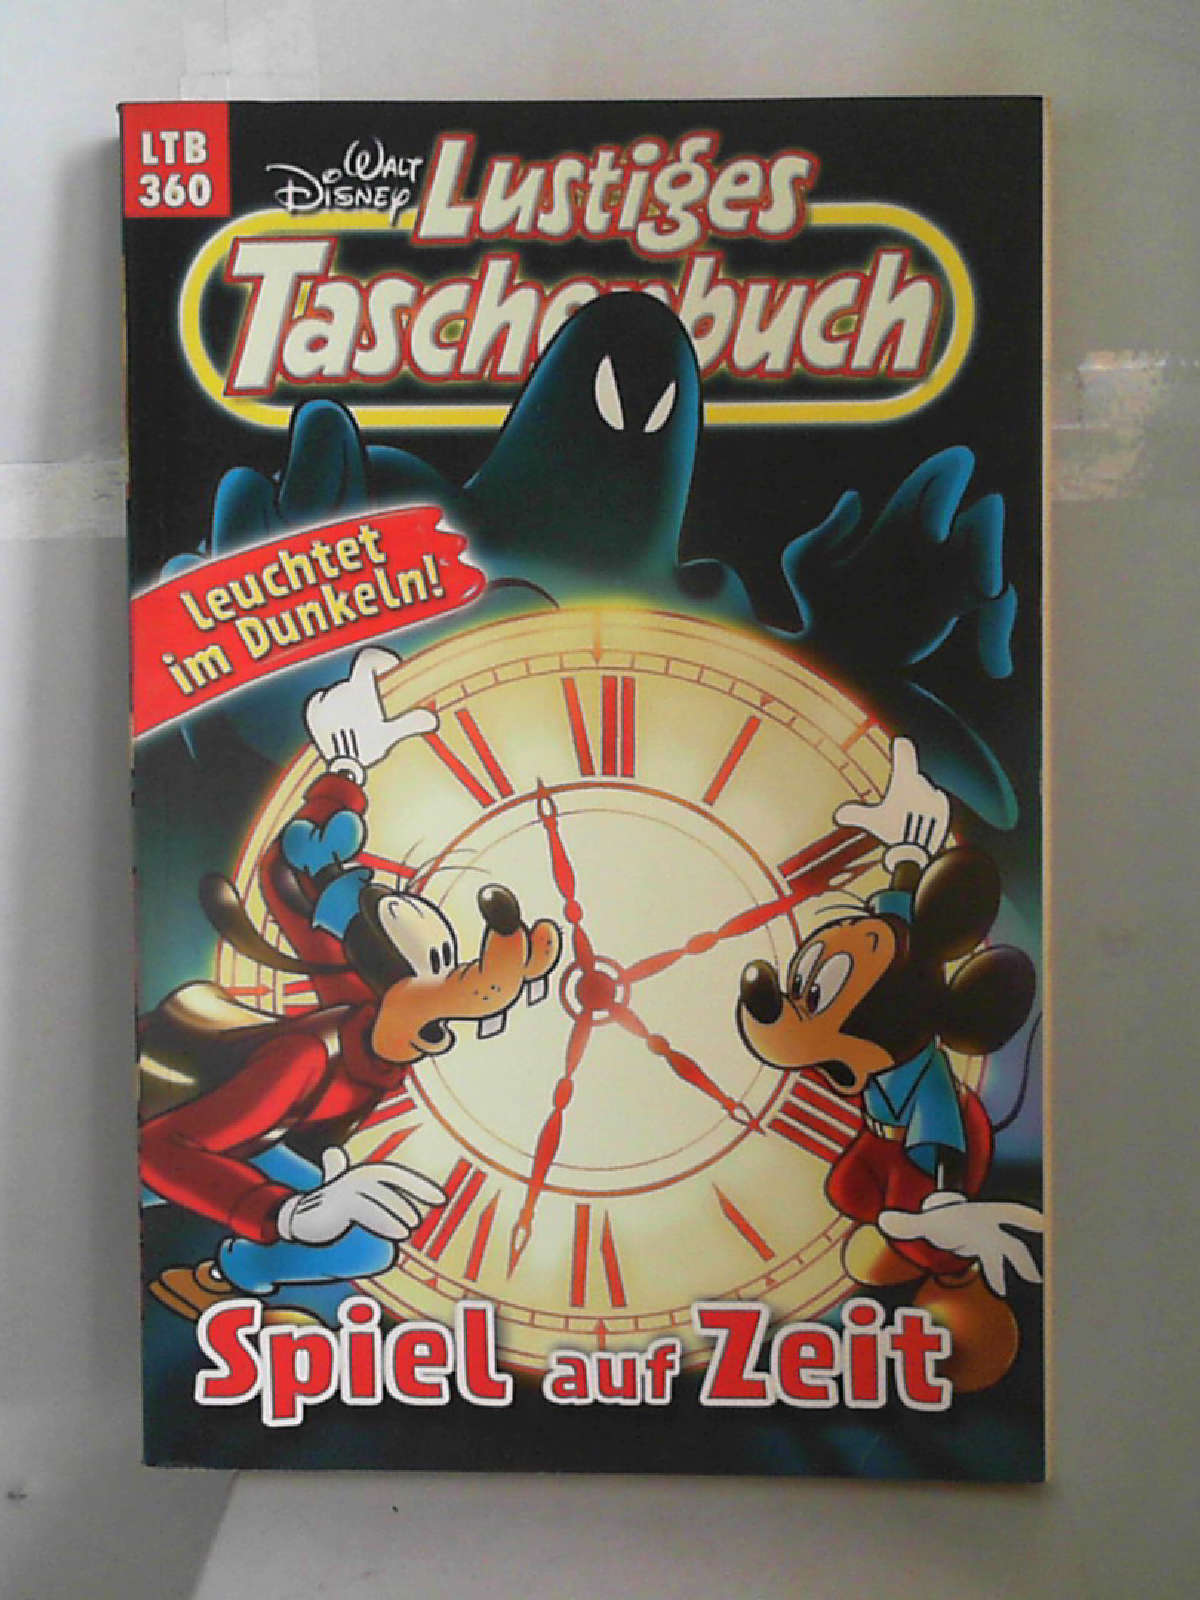 LTB
360
WALT
DISNEY
Lustiges
Taschenbuch
Leuchtet
im Dunkeln!
Spiel auf Zeit